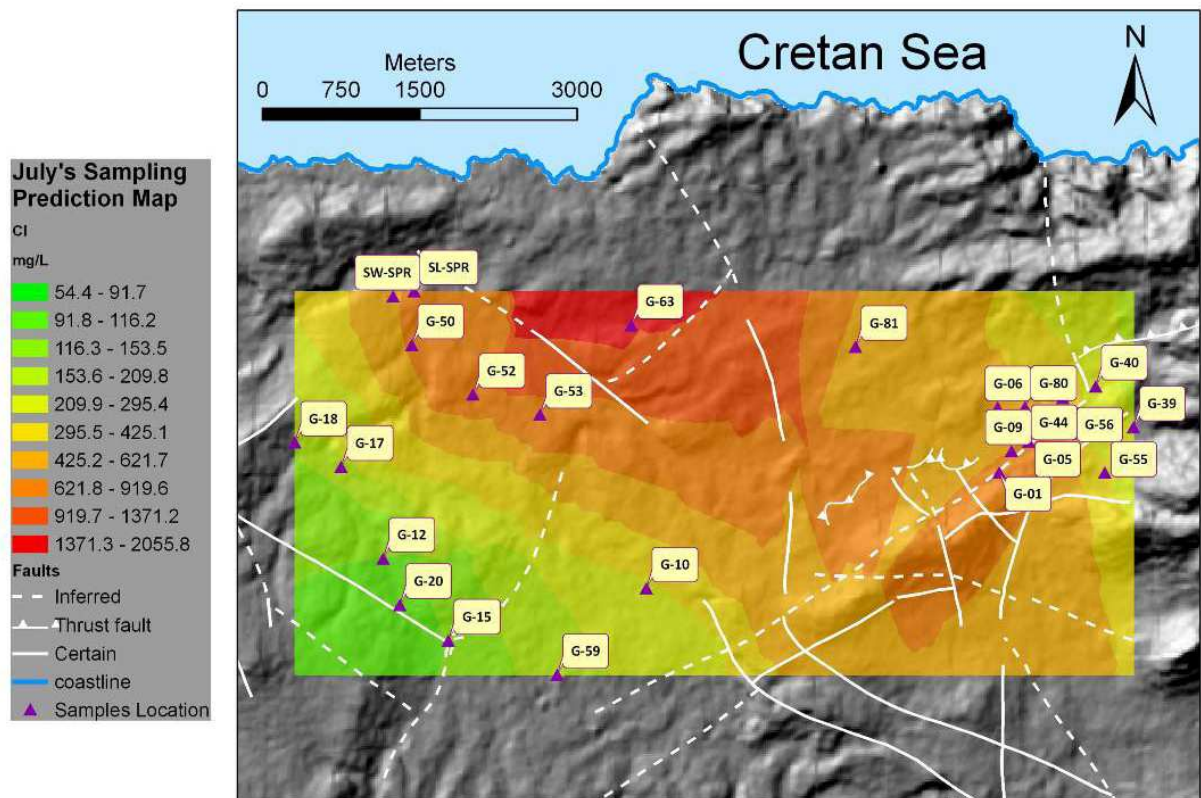 Cretan Sea
N
Meters
0 750 1500 3000
July's Sampling
Prediction Map
Cl
mg/L
54.4 - 91.7
91.8 - 116.2
116.3 - 153.5
153.6 - 209.8
209.9 - 295.4
295.5 - 425.1
425.2 - 621.7
621.8 - 919.6
919.7 - 1371.2
1371.3 - 2055.8
Faults
Inferred
Thrust fault
Certain
coastline
Samples Location
SW-SPR
SL-SPR
G-63
G-50
G-81
G-52
G-53
G-06
G-80
G-40
G-39
G-18
G-17
G-09
G-44
G-56
G-05
G-55
G-01
G-12
G-20
G-10
G-15
G-59